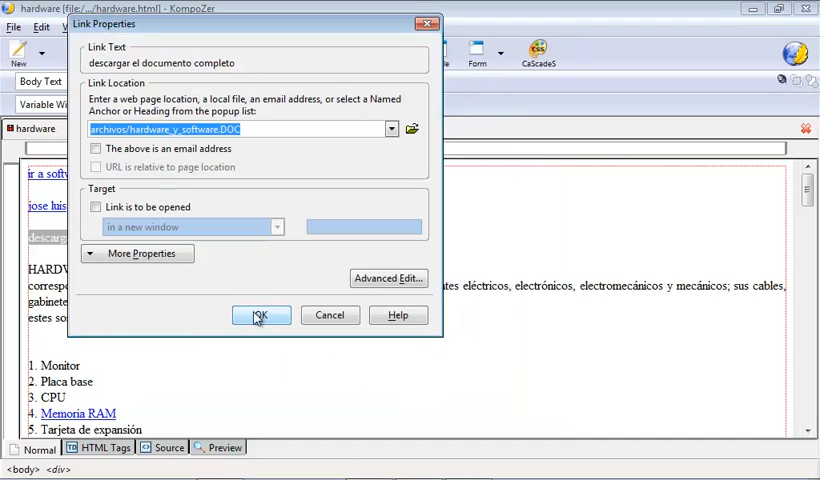 hardware [file:/.../hardware.html] - KompoZer
File
Edit
Link Properties
New
Form
CaScadeS
Body Text
Variable Wi
hardware
Link Text
descargar el documento completo
Link Location
Enter a web page location, a local file, an email address, or select a Named
Anchor or Heading from the popup list:
archivos/hardware_y_software.DOC
The above is an email address
URL is relative to page location
Target
Link is to be opened
in a new window
More Properties
Advanced Edit...
OK
Cancel
Help
ir a softw
jose luis
descarg
HARDW
corresp
tes eléctricos, electrónicos, electromecánicos y mecánicos; sus cables,
gabinete
estes so
1. Monitor
2. Placa base
3. CPU
4. Memoria RAM
5. Tarjeta de expansión
Normal
TD HTML Tags
Source
Preview
<body> <div>